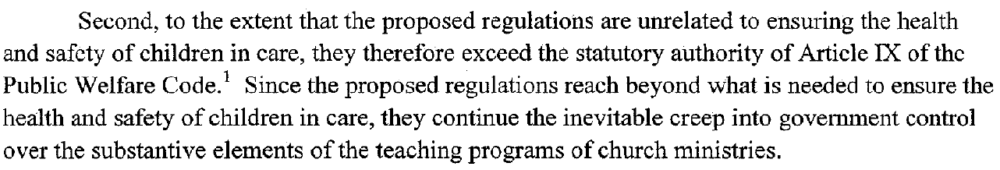 Second, to the extent that the proposed regulations are unrelated to ensuring the health
and safety of children in care, they therefore exceed the statutory authority of Article IX of the
Public Welfare Code.1 Since the proposed regulations reach beyond what is needed to ensure the
health and safety of children in care, they continue the inevitable creep into government control
over the substantive elements of the teaching programs of church ministries.